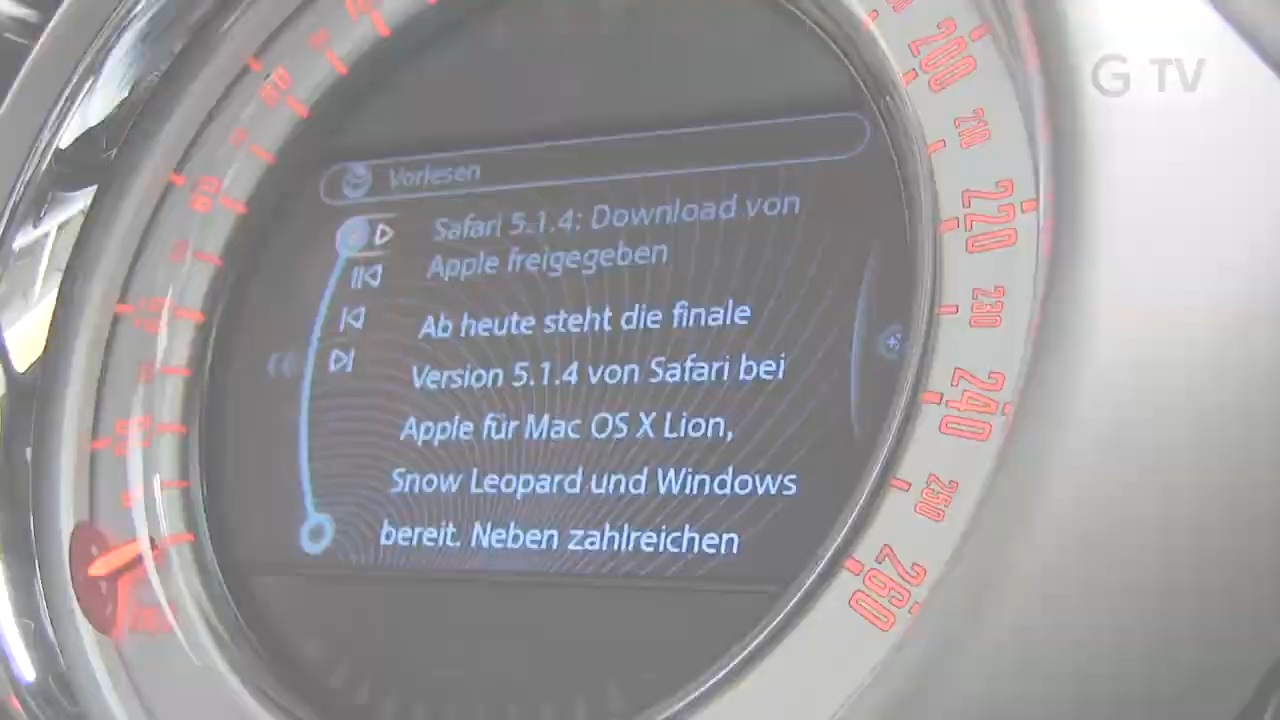 G TV
Vorlesen
Safari 5.1.4: Download von
Apple freigegeben
Ab heute steht die finale
Version 5.1.4 von Safari bei
Apple für Mac OS X Lion,
Snow Leopard und Windows
bereit. Neben zahlreichen
200
210
220
230
240
250
260